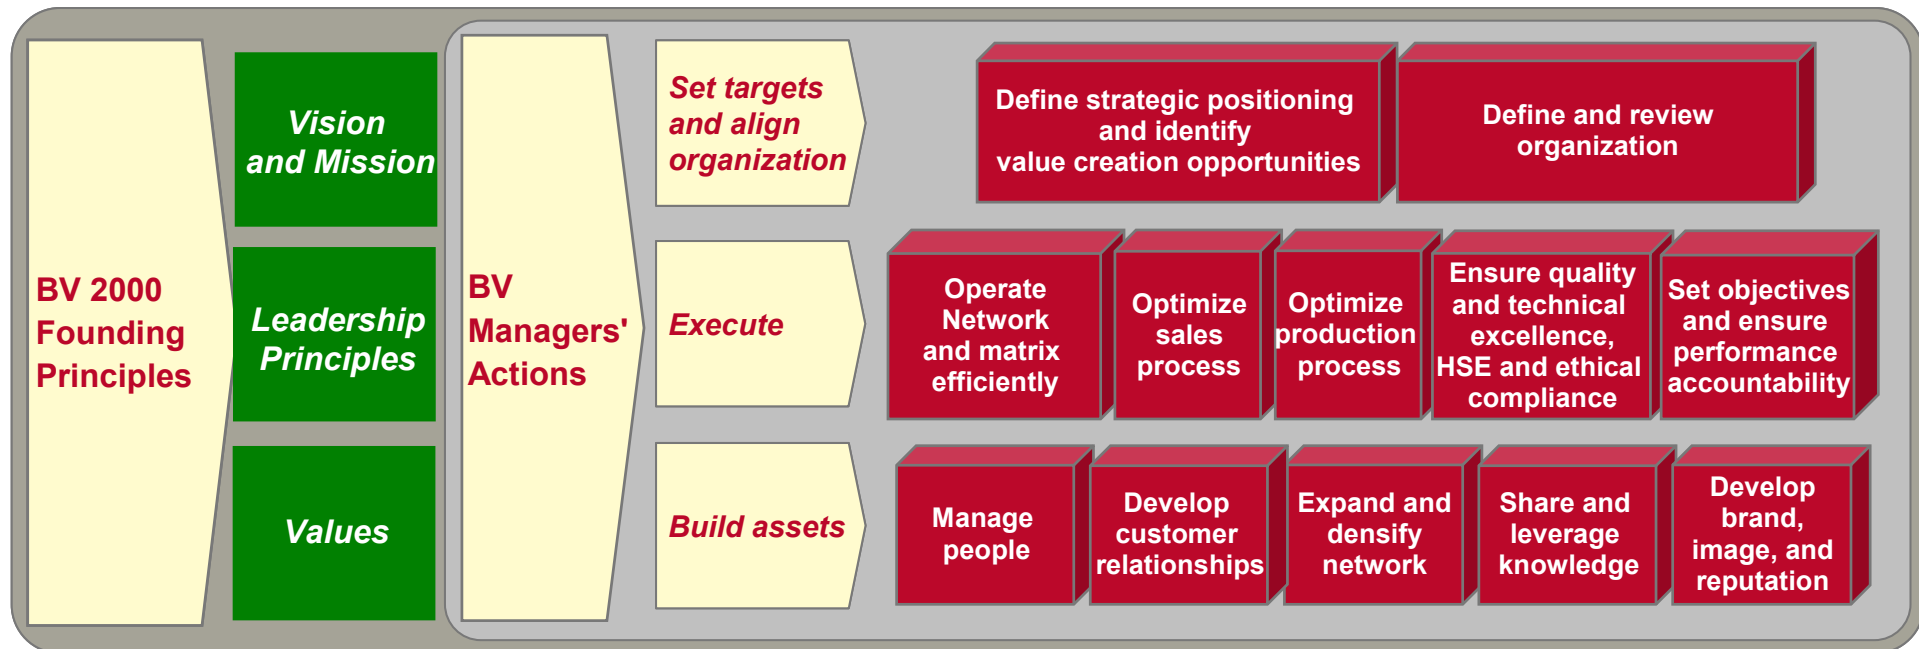 BV 2000
Founding
Principles
Vision
and Mission
Leadership
Principles
Values
BV
Managers'
Actions
Set targets
and align
organization
Define strategic positioning
and identify
value creation opportunities
Define and review
organization
Execute
Operate
Network
and matrix
efficiently
Optimize
sales
process
Optimize
production
process
Ensure quality
and technical
excellence,
HSE and ethical
compliance
Set objectives
and ensure
performance
accountability
Build assets
Manage
people
Develop
customer
relationships
Expand and
densify
network
Share and
leverage
knowledge
Develop
brand,
image, and
reputation